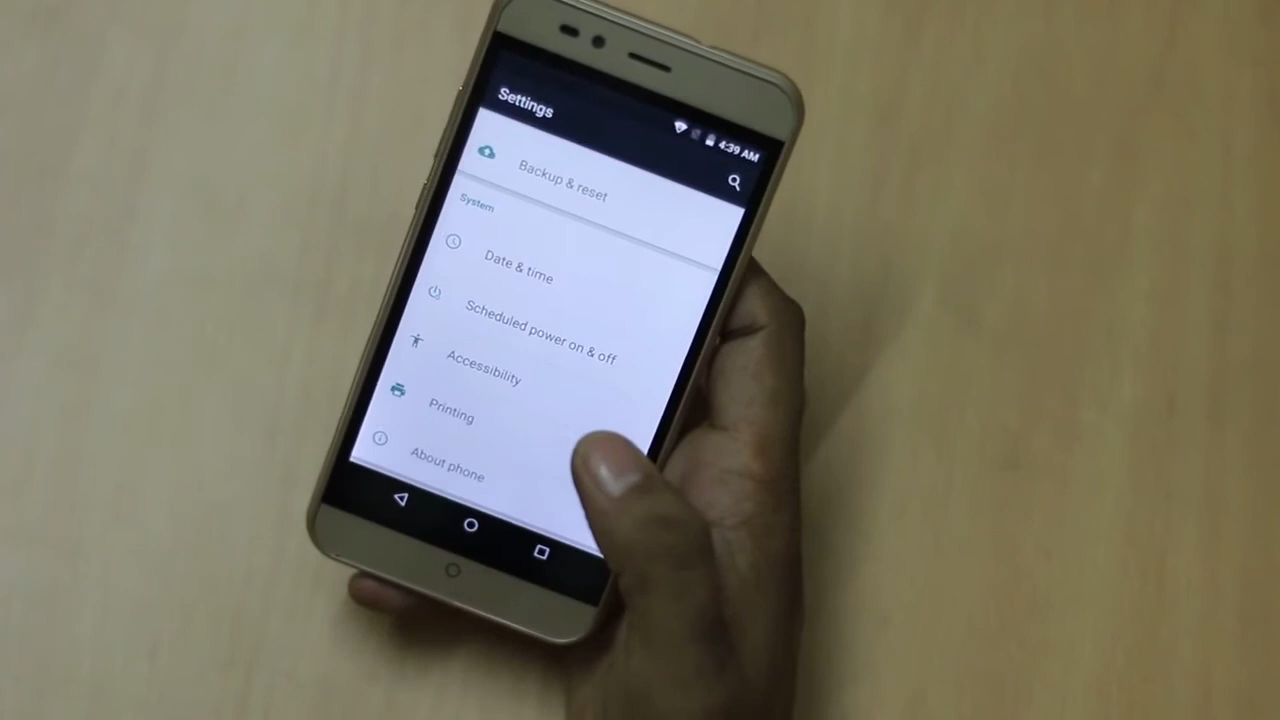 4:39 AM
Settings
Backup & reset
System
Date & time
Scheduled power on & off
Accessibility
Printing
About phone